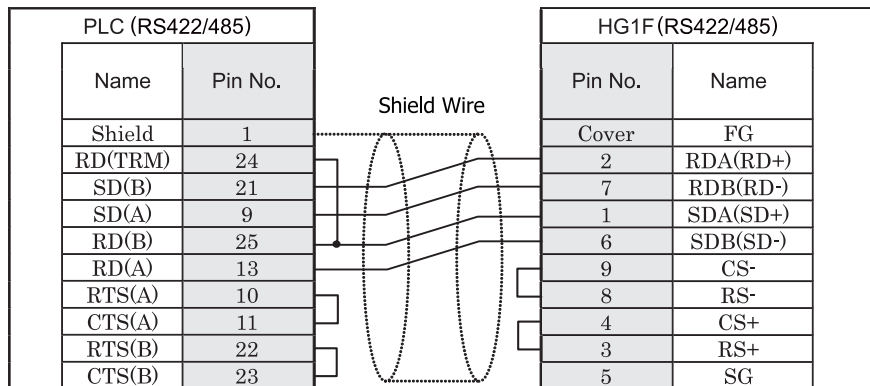 PLC (RS422/485) HG1F(RS422/485)
Name Pin No. Pin No. Name
Shield Wire
Shield 1 Cover FG
RD(TRM) 24 2 RDA(RD+)
SD(B) 21 7 RDB(RD-)
SD(A) 9 1 SDA(SD+)
RD(B) 25 6 SDB(SD-)
RD(A) 13 9 CS-
RTS(A) 10 8 RS-
CTS(A) 11 4 CS+
RTS(B) 22 3 RS+
CTS(B) 23 5 SG